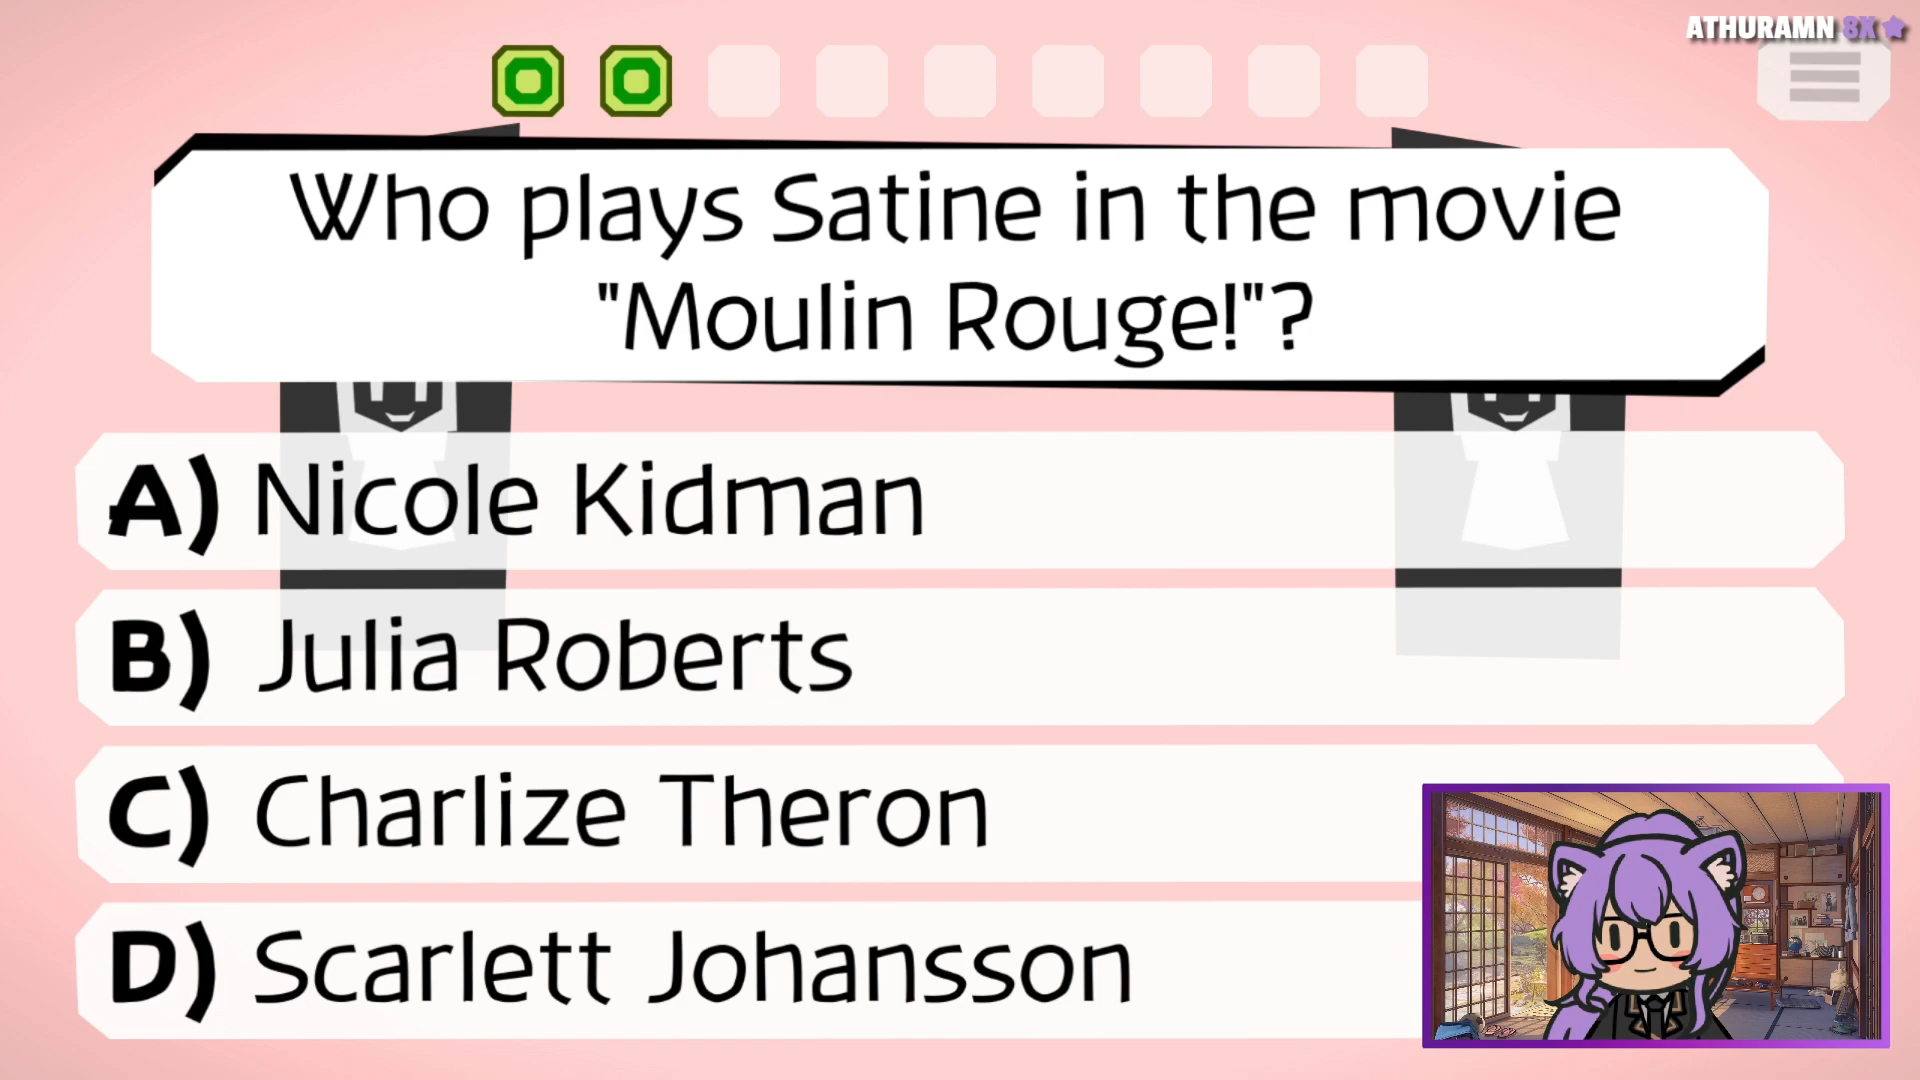 ATHURAMN 8X
Who plays Satine in the movie
"Moulin Rouge!"?
A) Nicole Kidman
B) Julia Roberts
C) Charlize Theron
D) Scarlett Johansson